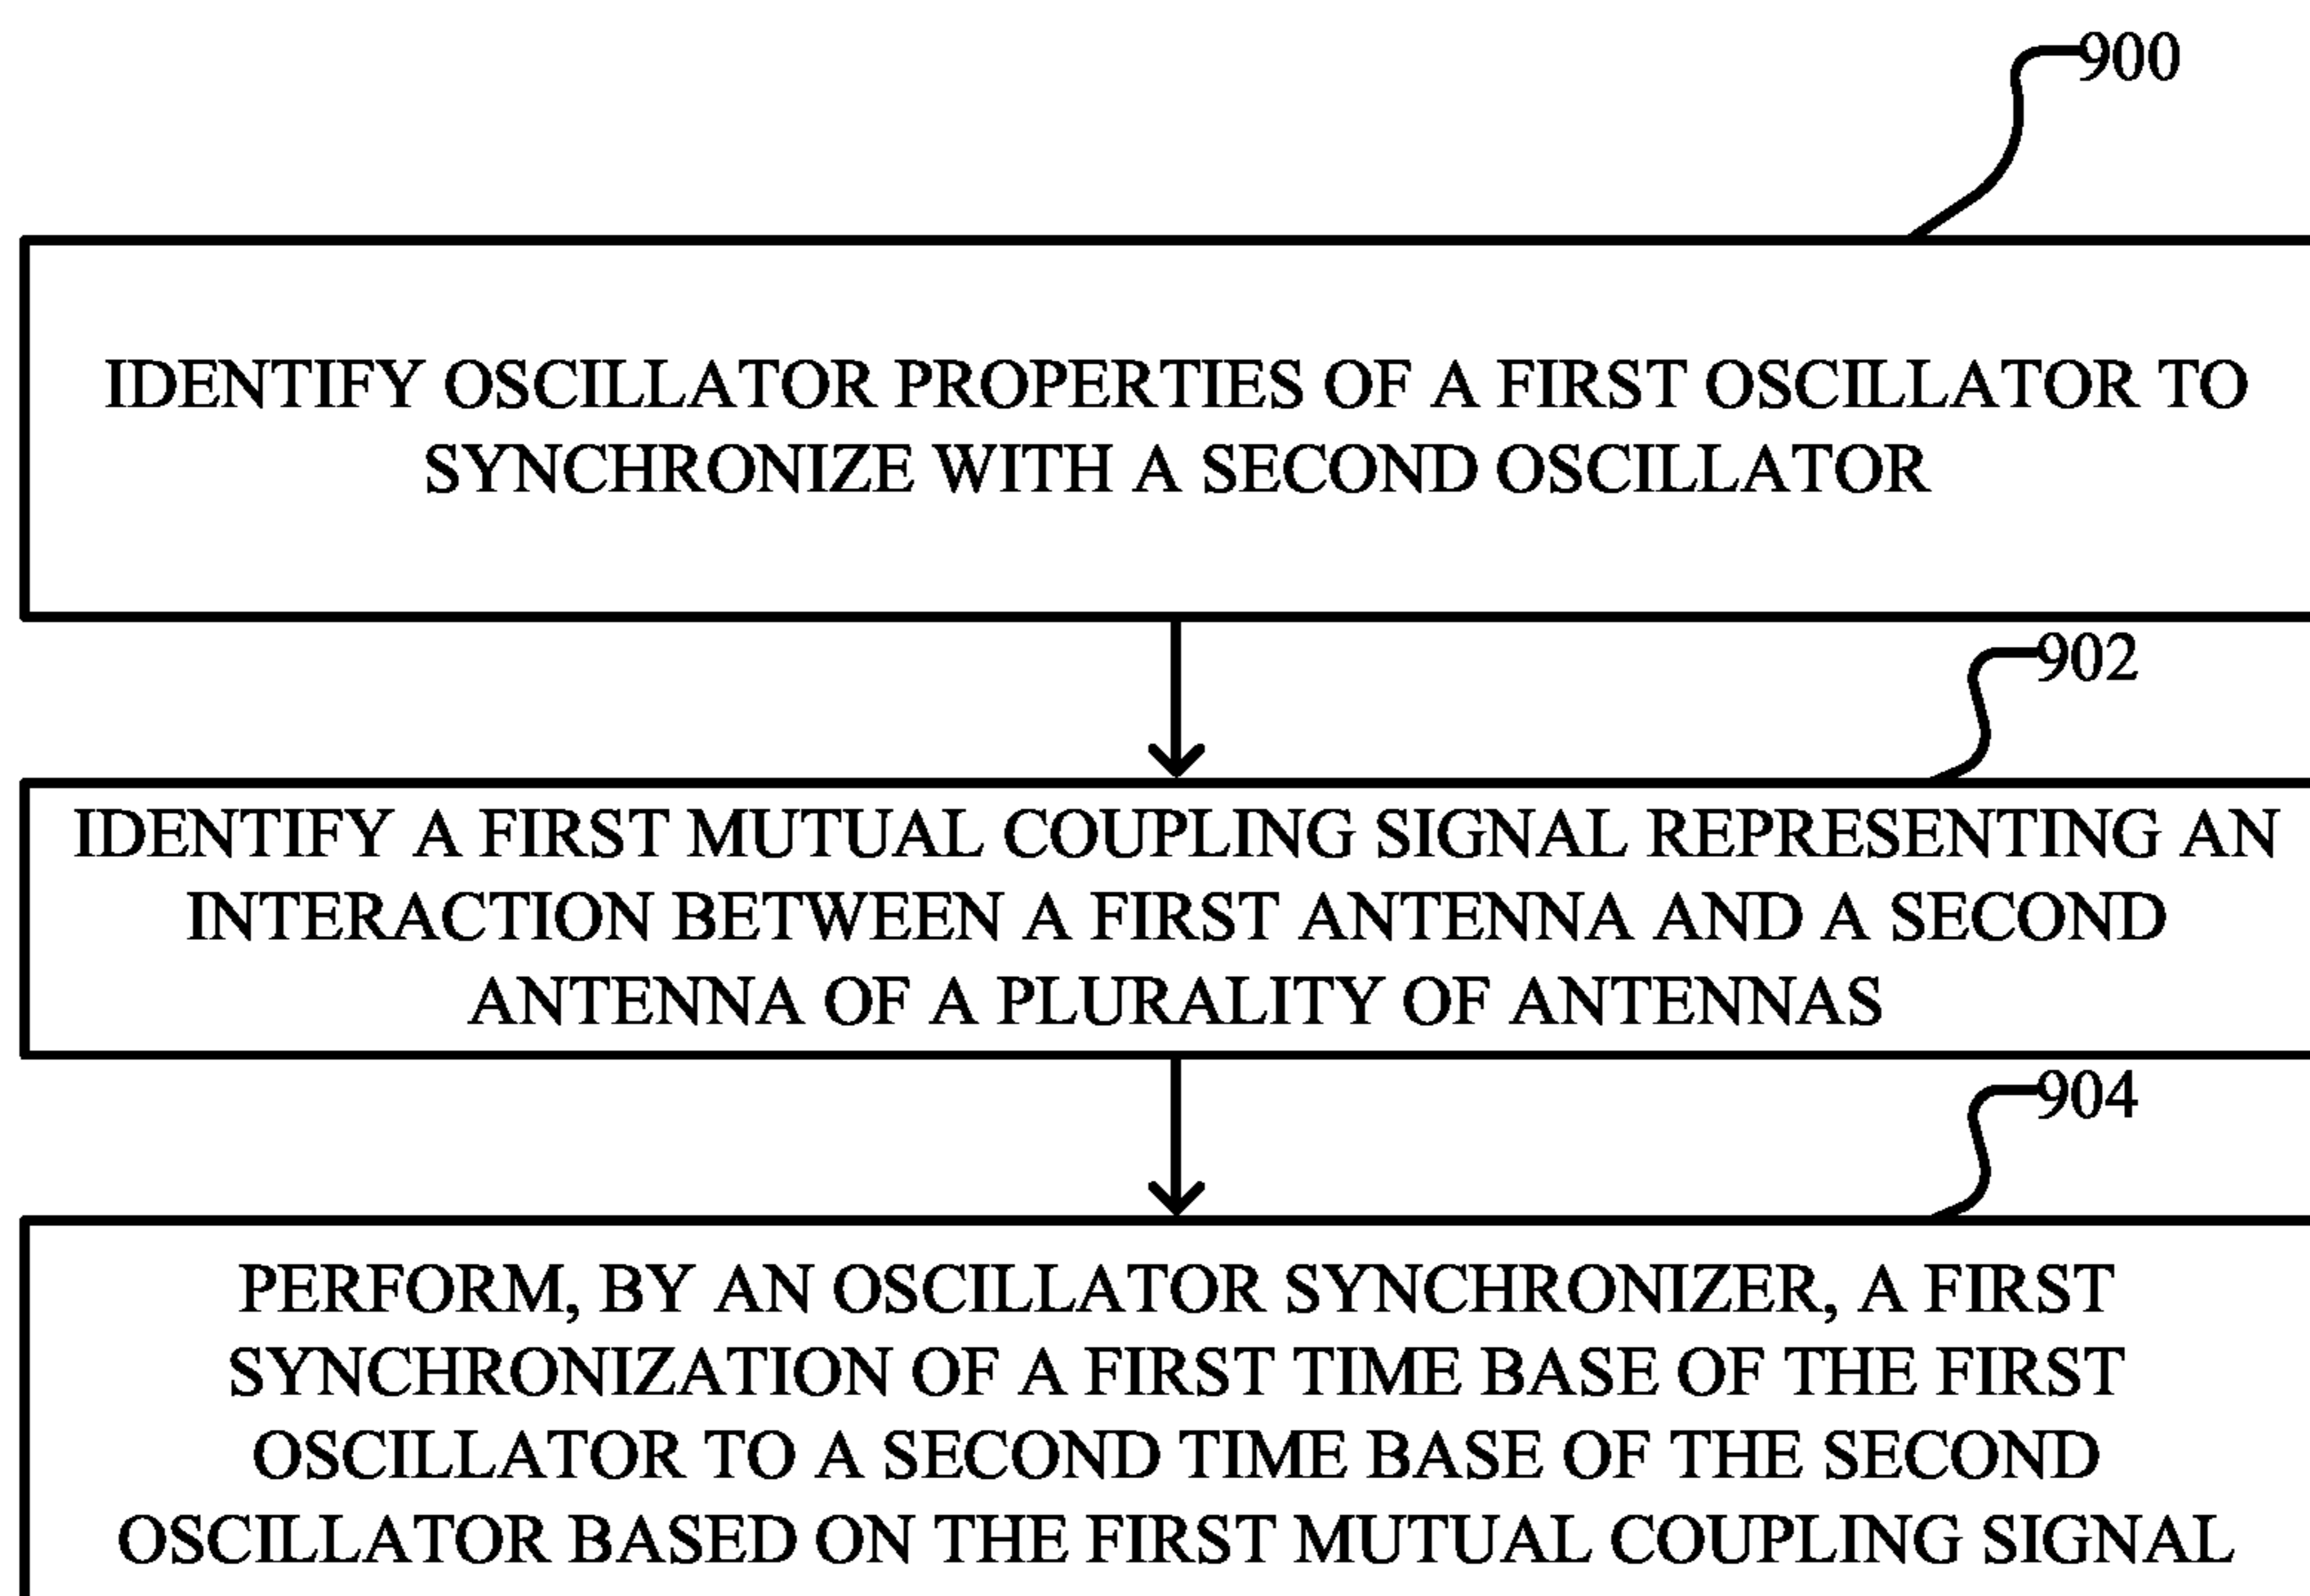 900
IDENTIFY OSCILLATOR PROPERTIES OF A FIRST OSCILLATOR TO
SYNCHRONIZE WITH A SECOND OSCILLATOR
902
IDENTIFY A FIRST MUTUAL COUPLING SIGNAL REPRESENTING AN
INTERACTION BETWEEN A FIRST ANTENNA AND A SECOND
ANTENNA OF A PLURALITY OF ANTENNAS
904
PERFORM, BY AN OSCILLATOR SYNCHRONIZER, A FIRST
SYNCHRONIZATION OF A FIRST TIME BASE OF THE FIRST
OSCILLATOR TO A SECOND TIME BASE OF THE SECOND
OSCILLATOR BASED ON THE FIRST MUTUAL COUPLING SIGNAL